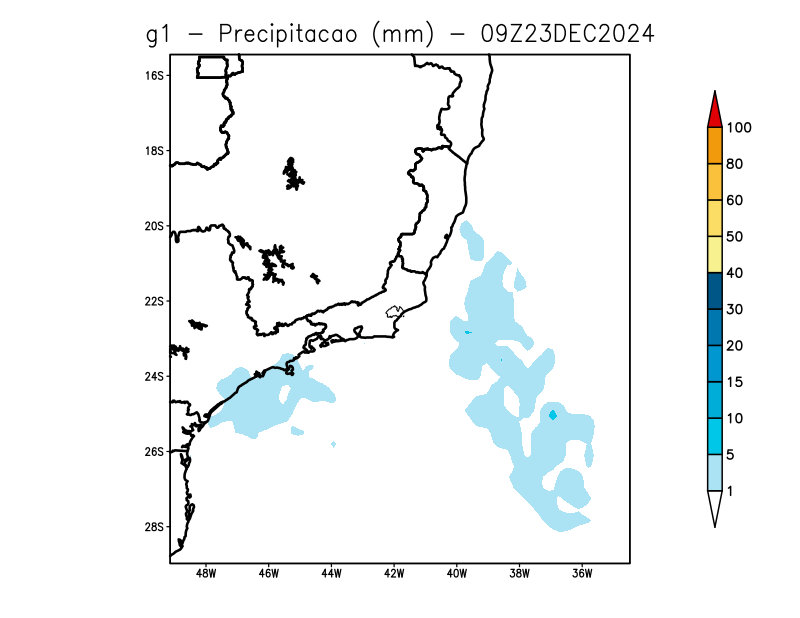 g1 – Precipitacao (mm) – 09Z23DEC2024
16S
18S
20S
22S
24S
26S
28S
48W 46W 44W 42W 40W 38W 36W
100
80
60
50
40
30
20
15
10
5
1